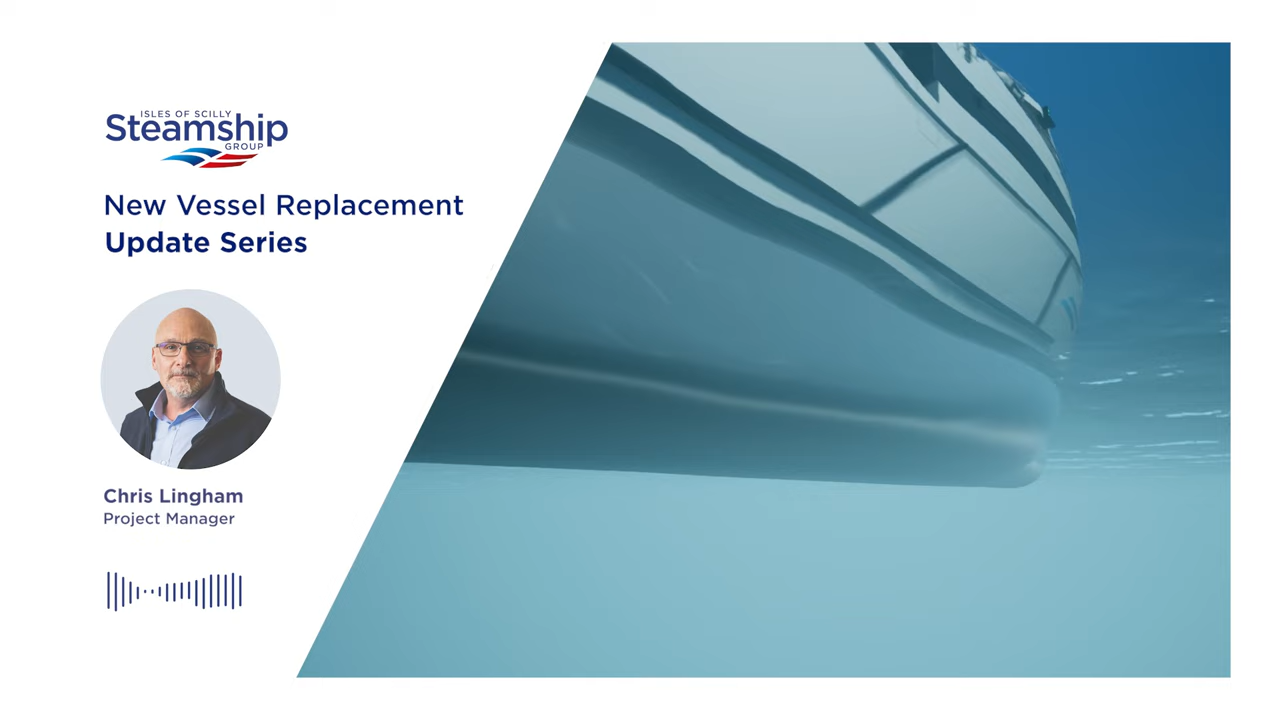 ISLES OF SCILLY
Steamship
GROUP
New Vessel Replacement
Update Series
Chris Lingham
Project Manager